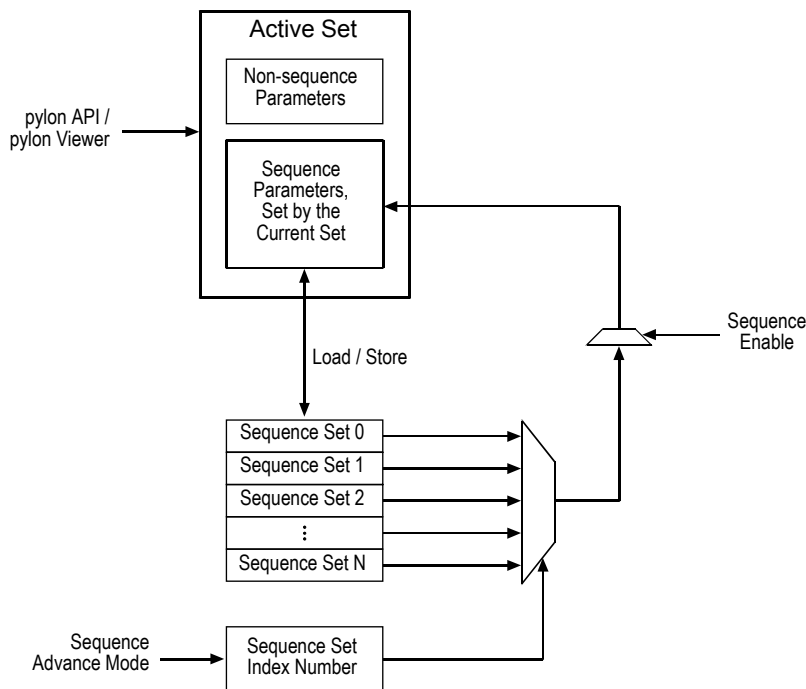 Active Set
Non-sequence
Parameters
pylon API /
pylon Viewer
Sequence
Parameters,
Set by the
Current Set
Sequence
Enable
Load / Store
Sequence Set 0
Sequence Set 1
Sequence Set 2
⋮
Sequence Set N
Sequence
Advance Mode
Sequence Set
Index Number